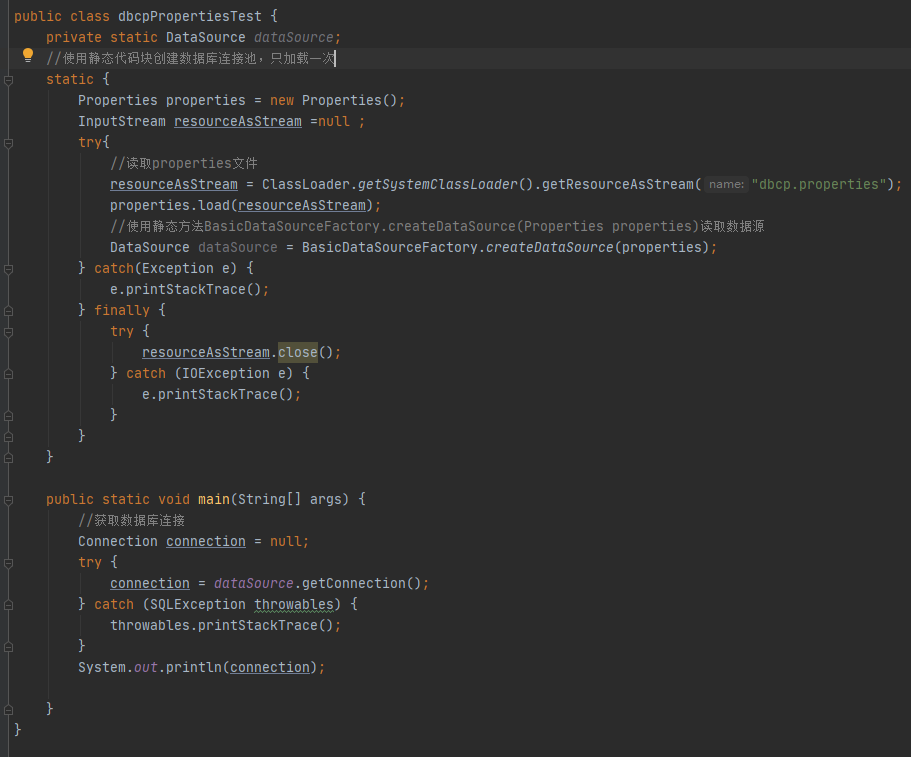 public class dbcpPropertiesTest {
    private static DataSource dataSource;
    //使用静态代码块创建数据库连接池，只加载一次
    static {
        Properties properties = new Properties();
        InputStream resourceAsStream =null ;
        try{
            //读取properties文件
            resourceAsStream = ClassLoader.getSystemClassLoader().getResourceAsStream( name: "dbcp.properties");
            properties.load(resourceAsStream);
            //使用静态方法BasicDataSourceFactory.createDataSource(Properties properties)读取数据源
            DataSource dataSource = BasicDataSourceFactory.createDataSource(properties);
        } catch(Exception e) {
            e.printStackTrace();
        } finally {
            try {
                resourceAsStream.close();
            } catch (IOException e) {
                e.printStackTrace();
            }
        }
    }
    public static void main(String[] args) {
        //获取数据库连接
        Connection connection = null;
        try {
            connection = dataSource.getConnection();
        } catch (SQLException throwables) {
            throwables.printStackTrace();
        }
        System.out.println(connection);
    }
}